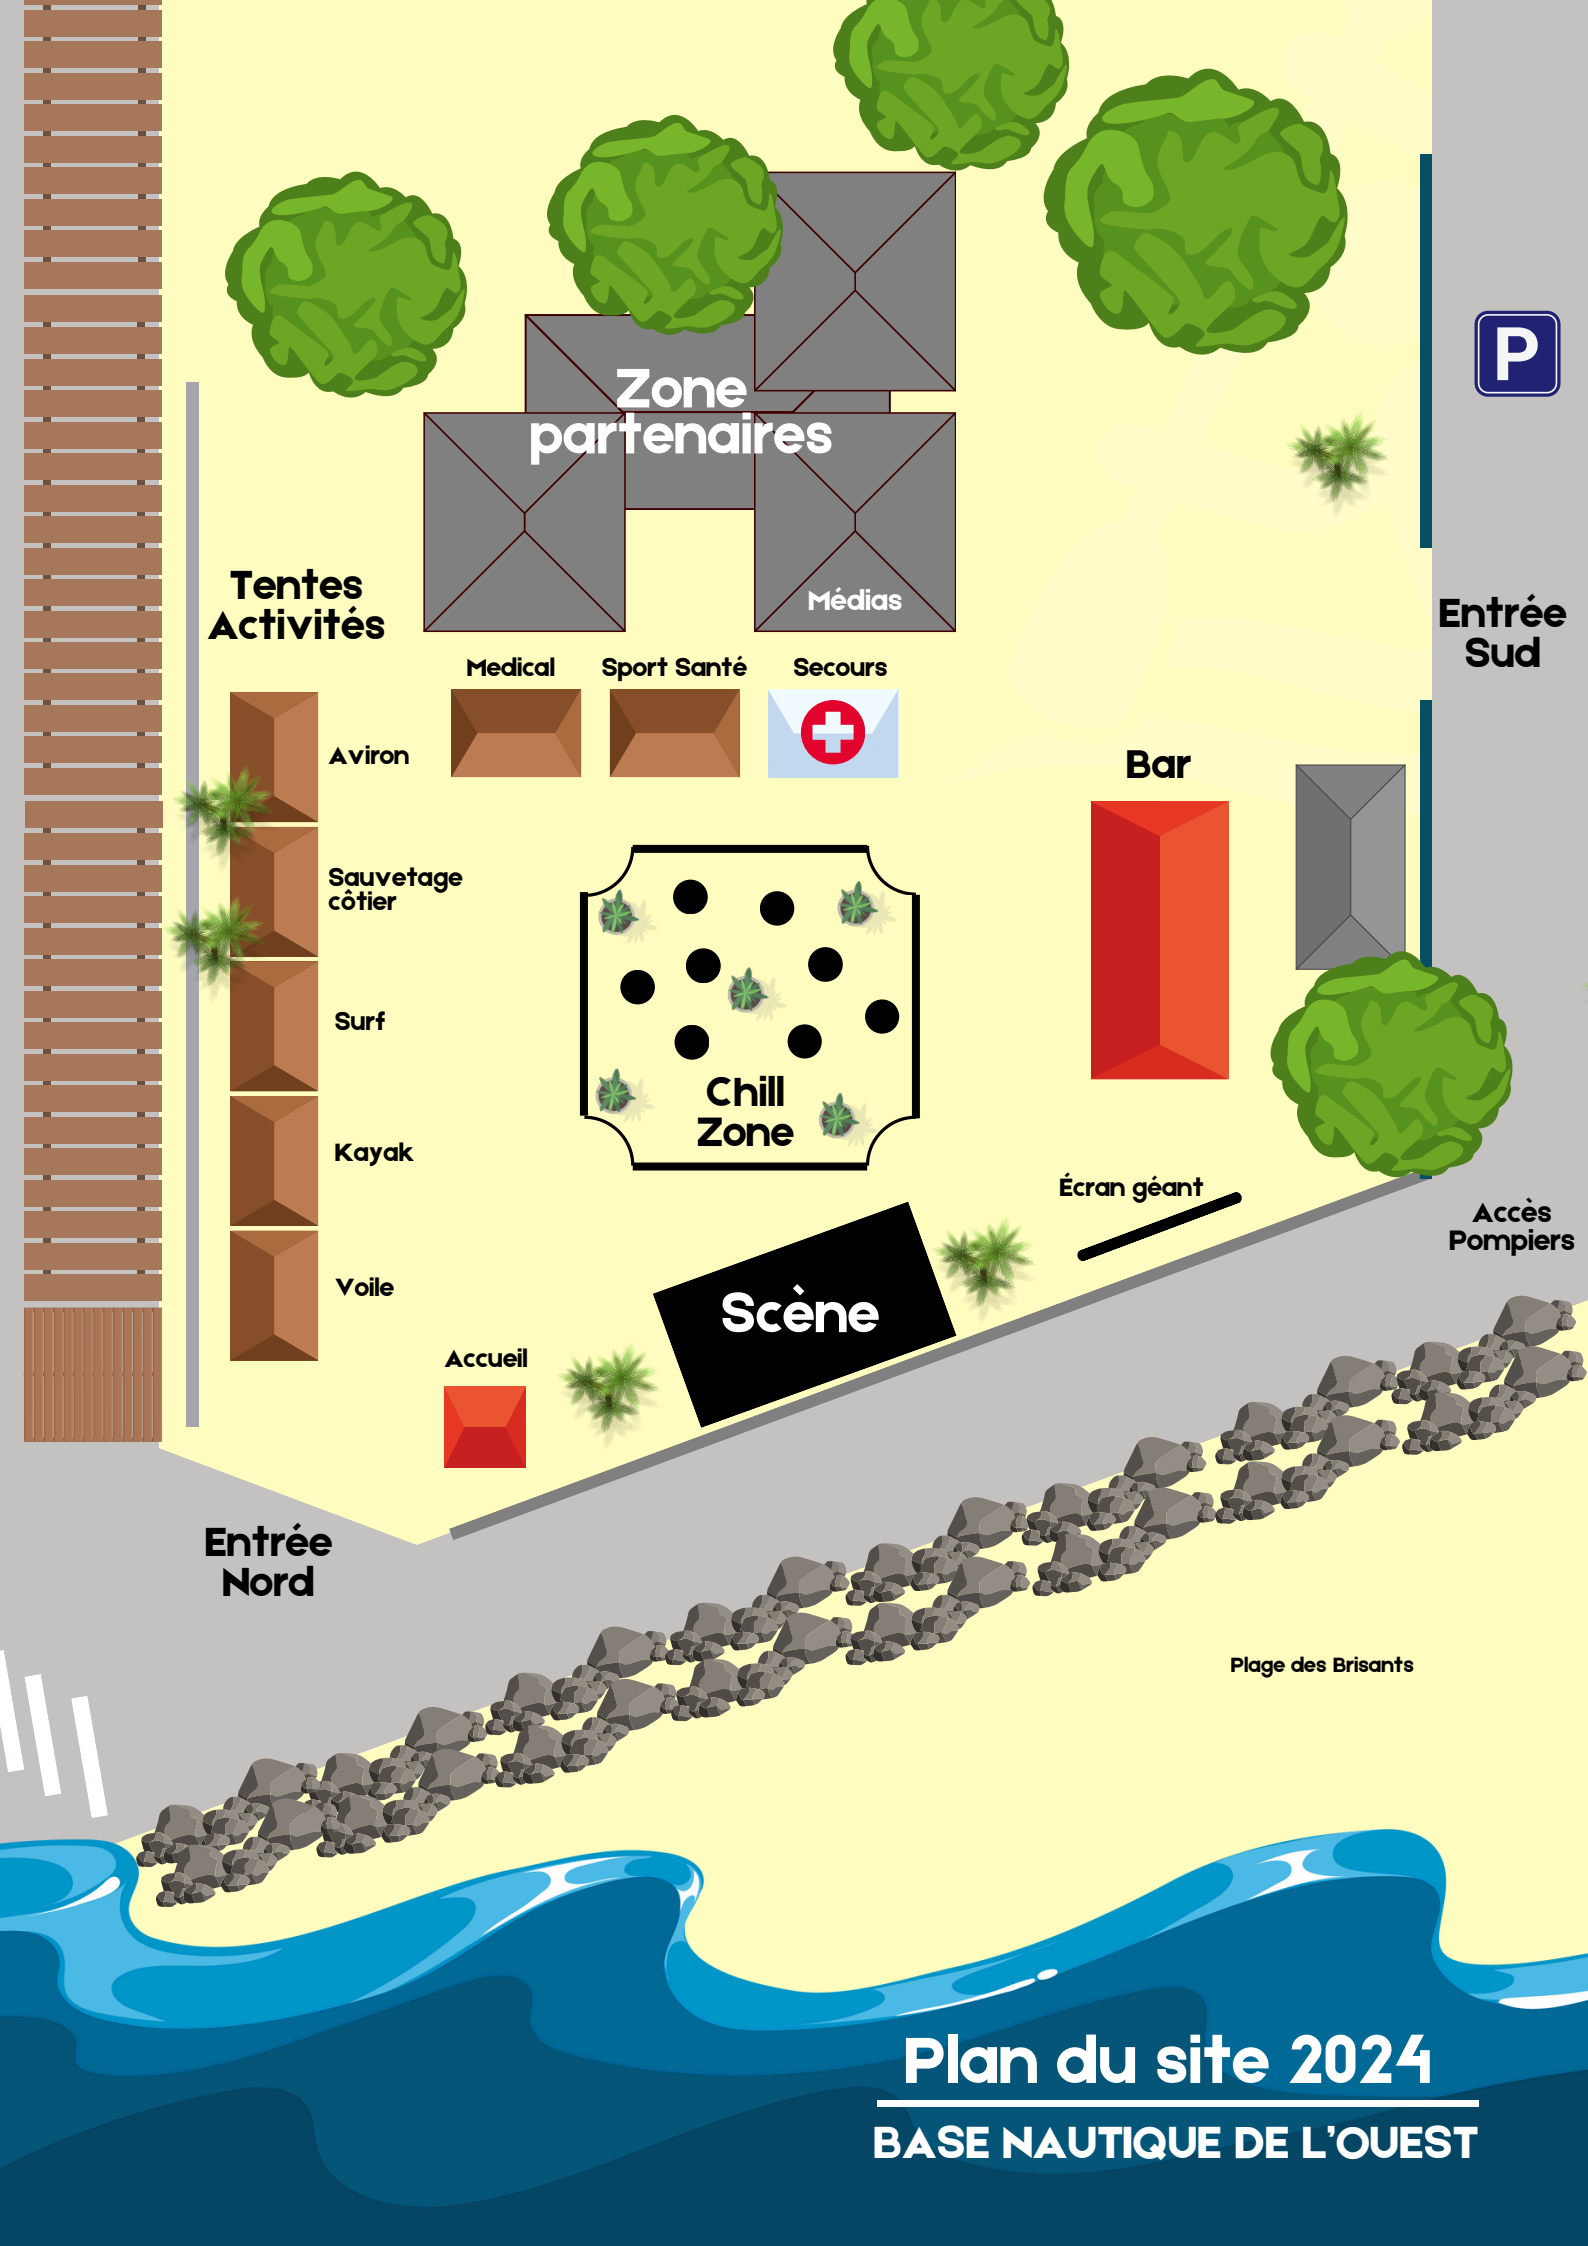 P
Zone
partenaires
Médias
Tentes
Activités
Entrée
Sud
Medical
Sport Santé
Secours
Aviron
Bar
Sauvetage
côtier
Surf
Chill
Zone
Kayak
Écran géant
Accès
Pompiers
Voile
Scène
Accueil
Entrée
Nord
Plage des Brisants
Plan du site 2024
BASE NAUTIQUE DE L'OUEST